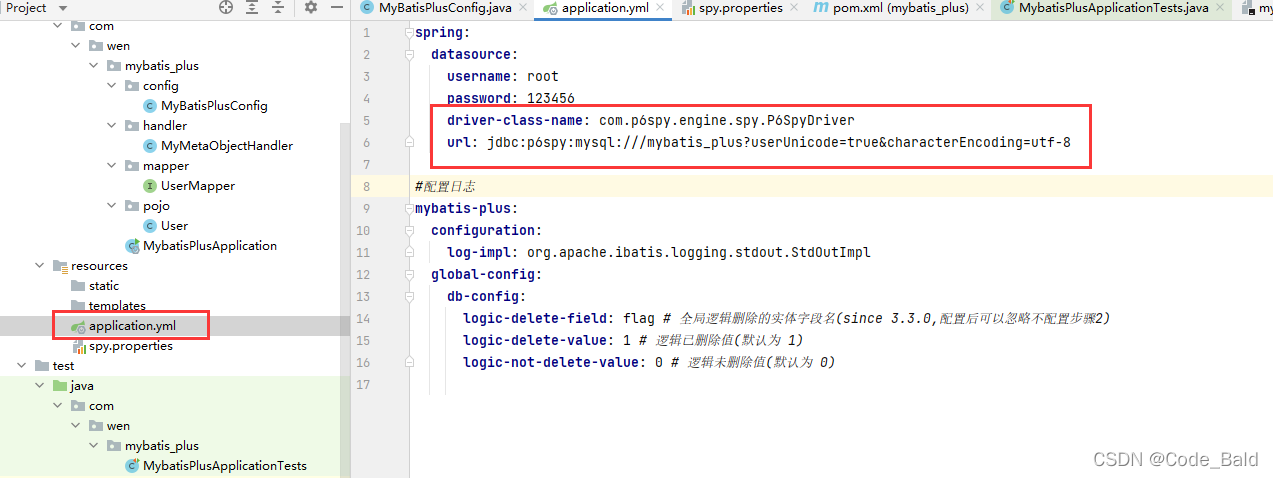 Project
MyBatisPlusConfig.java
application.yml
spy.properties
pom.xml (mybatis_plus)
MybatisPlusApplicationTests.java
my
com
wen
mybatis_plus
config
MyBatisPlusConfig
handler
MyMetaObjectHandler
mapper
UserMapper
pojo
User
MybatisPlusApplication
resources
static
templates
application.yml
spy.properties
test
java
com
wen
mybatis_plus
MybatisPlusApplicationTests
1 spring:
2 datasource:
3 username: root
4 password: 123456
5 driver-class-name: com.p6spy.engine.spy.P6SpyDriver
6 url: jdbc:p6spy:mysql:///mybatis_plus?userUnicode=true&characterEncoding=utf-8
7
8 #配置日志
9 mybatis-plus:
10 configuration:
11 log-impl: org.apache.ibatis.logging.stdout.StdOutImpl
12 global-config:
13 db-config:
14 logic-delete-field: flag # 全局逻辑删除的实体字段名(since 3.3.0,配置后可以忽略不配置步骤2)
15 logic-delete-value: 1 # 逻辑已删除值(默认为 1)
16 logic-not-delete-value: 0 # 逻辑未删除值(默认为 0)
17
CSDN @Code_Bald